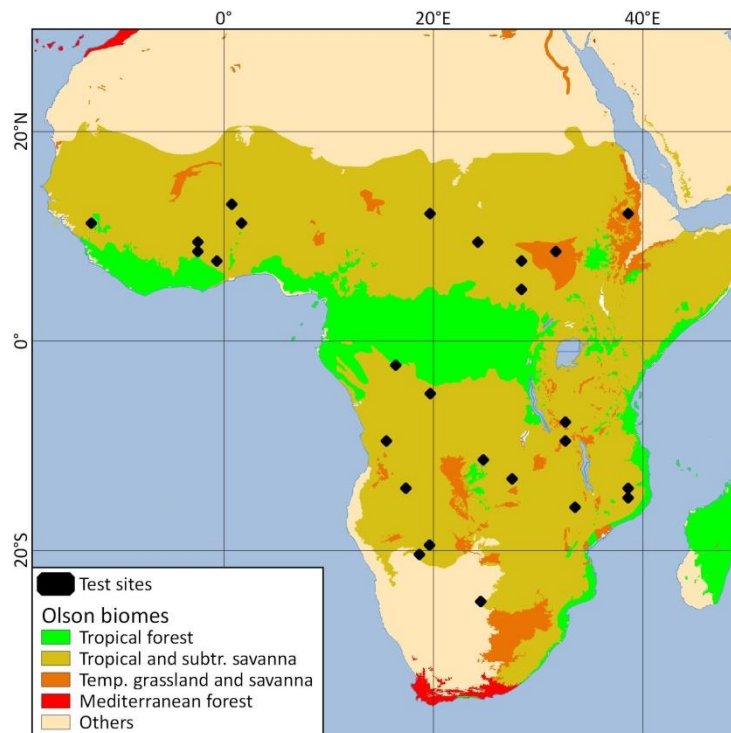 0°
20°E
40°E
20°N
0°
20°S
Test sites
Olson biomes
Tropical forest
Tropical and subtr. savanna
Temp. grassland and savanna
Mediterranean forest
Others